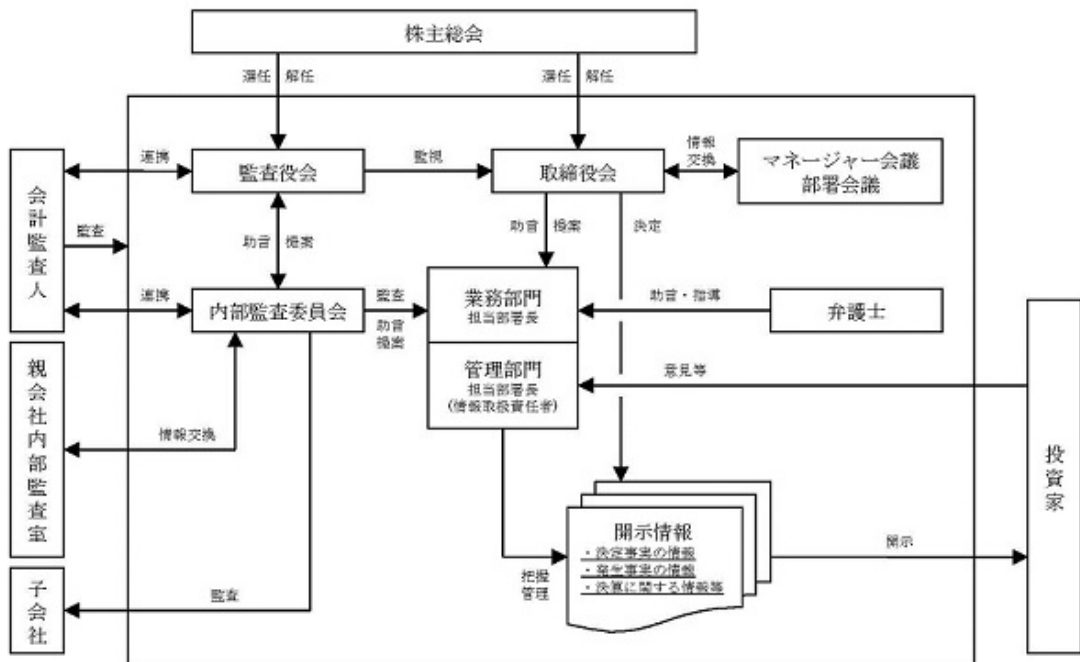 株主総会
選任 解任
選任 解任
連携
監査役会
監視
取締役会
情報
交換
マネージャー会議
部署会議
会計監査人
監査
助言 提案
助言 提案
決定
連携
内部監査委員会
監査
助言
提案
業務部門
担当部署長
助言・指導
弁護士
管理部門
担当部署長
(情報取扱責任者)
意見等
親会社内部監査室
情報交換
投資家
開示情報
・決定事実の情報
・発生事実の情報
・決算に関する情報等
開示
把握
管理
子会社
監査